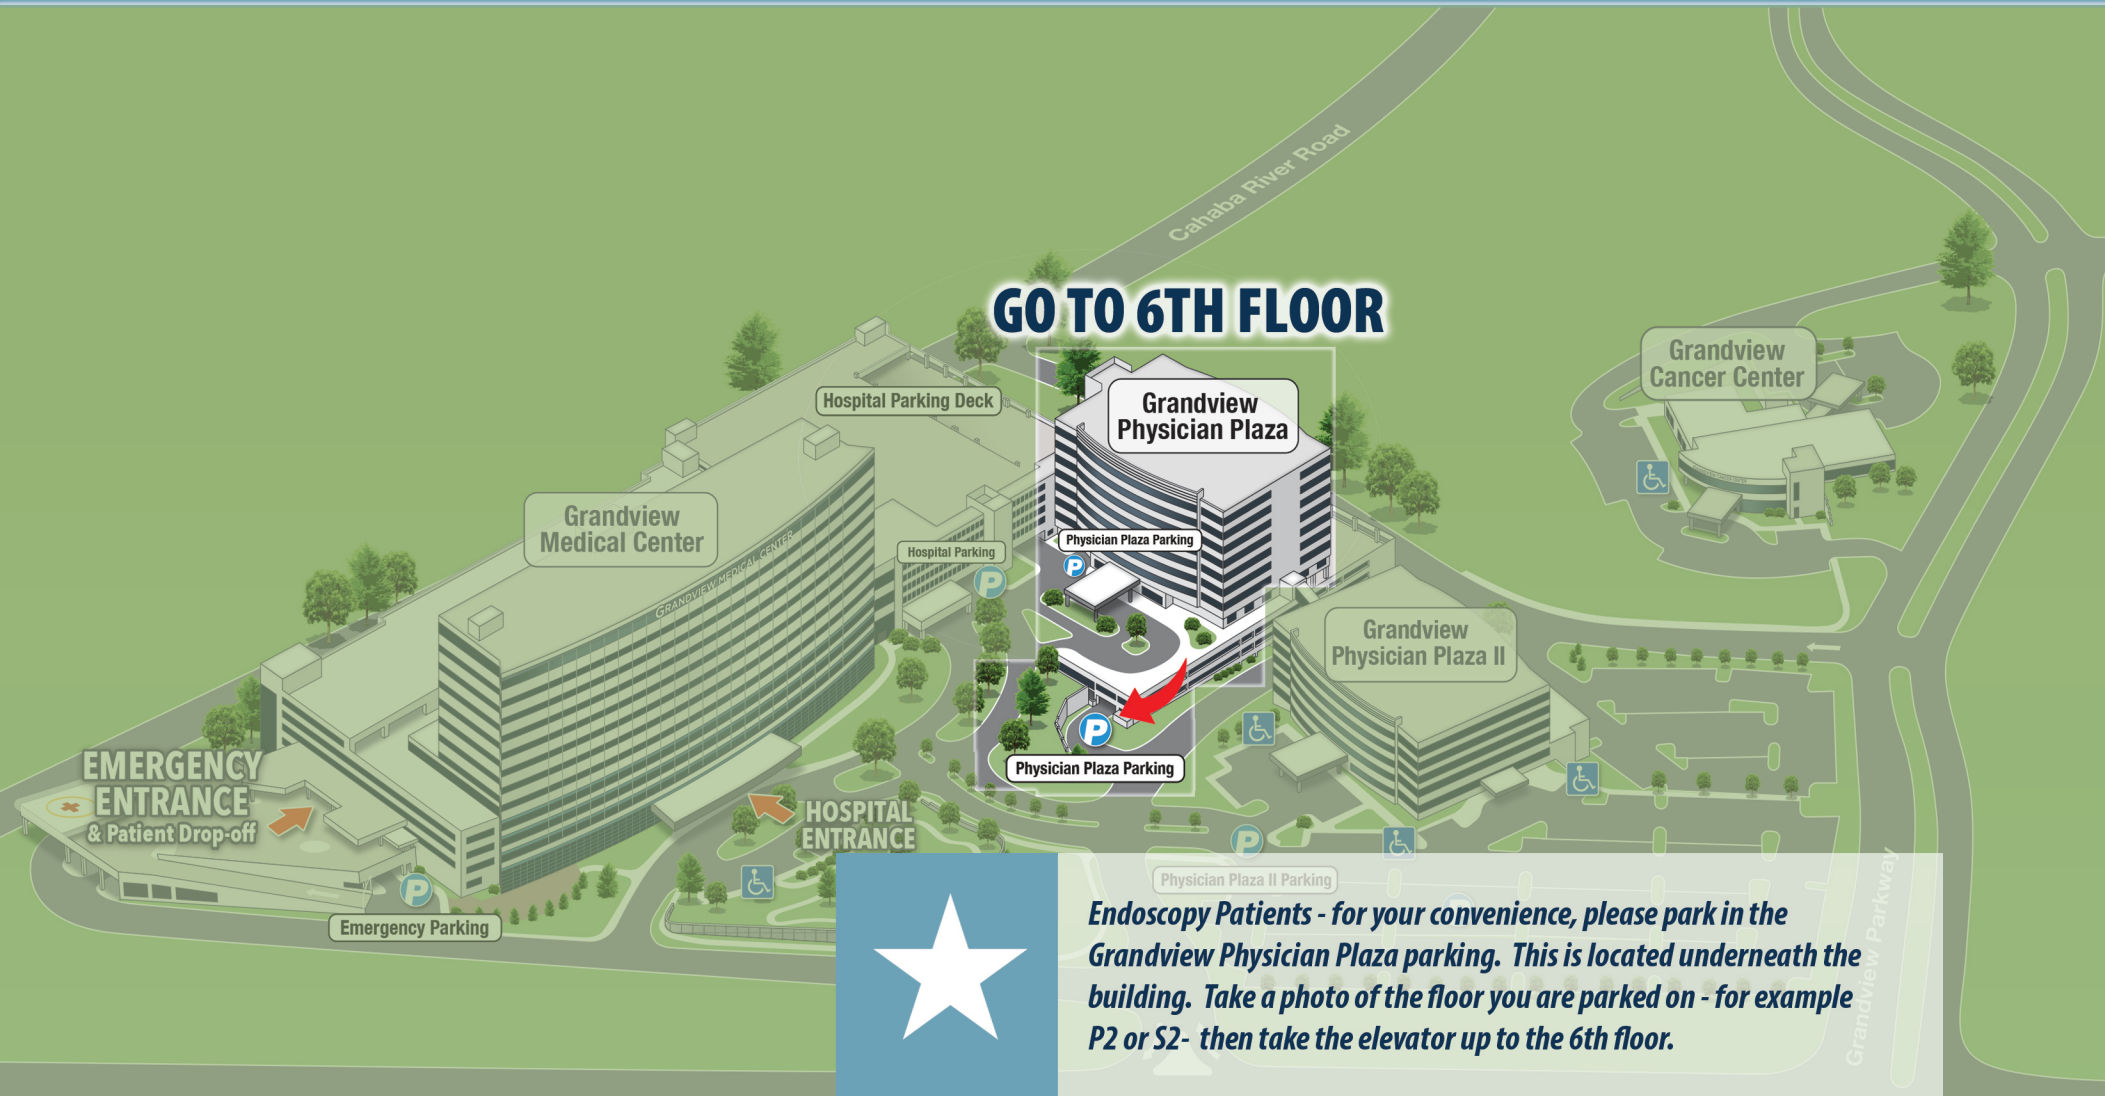 Cahaba River Road
GO TO 6TH FLOOR
Grandview
Cancer Center
Hospital Parking Deck
Grandview
Physician Plaza
Grandview
Medical Center
GRANDVIEW MEDICAL CENTER
Hospital Parking
P
Physician Plaza Parking
P
Grandview
Physician Plaza II
P
Physician Plaza Parking
EMERGENCY
ENTRANCE
& Patient Drop-off
HOSPITAL
ENTRANCE
P
Emergency Parking
P
Physician Plaza II Parking
Grandview Parkway
Endoscopy Patients - for your convenience, please park in the
Grandview Physician Plaza parking. This is located underneath the
building. Take a photo of the floor you are parked on - for example
P2 or S2- then take the elevator up to the 6th floor.